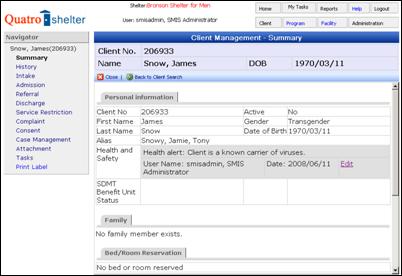 Quatro shelter
Shelter:Bronson Shelter for Men
User: smisadmin, SMIS Administrator
Home My Tasks Reports Help Logout
Client Program Facility Administration
Navigator
Snow, James(206933)
Summary
History
Intake
Admission
Referral
Discharge
Service Restriction
Complaint
Consent
Case Management
Attachment
Tasks
Print Label
Client Management - Summary
Client No. 206933
Name Snow, James DOB 1970/03/11
Close | Back to Client Search
Personal information
Client No 206933 Active No
First Name James Gender Transgender
Last Name Snow Date of Birth 1970/03/11
Alias Snowy, Jamie, Tony
Health and Safety
Health alert: Client is a known carrier of viruses.
User Name: smisadmin, SMIS Administrator Date: 2008/06/11 Edit
SDMT
Benefit Unit
Status
Family
No family member exists.
Bed/Room Reservation
No bed or room reserved